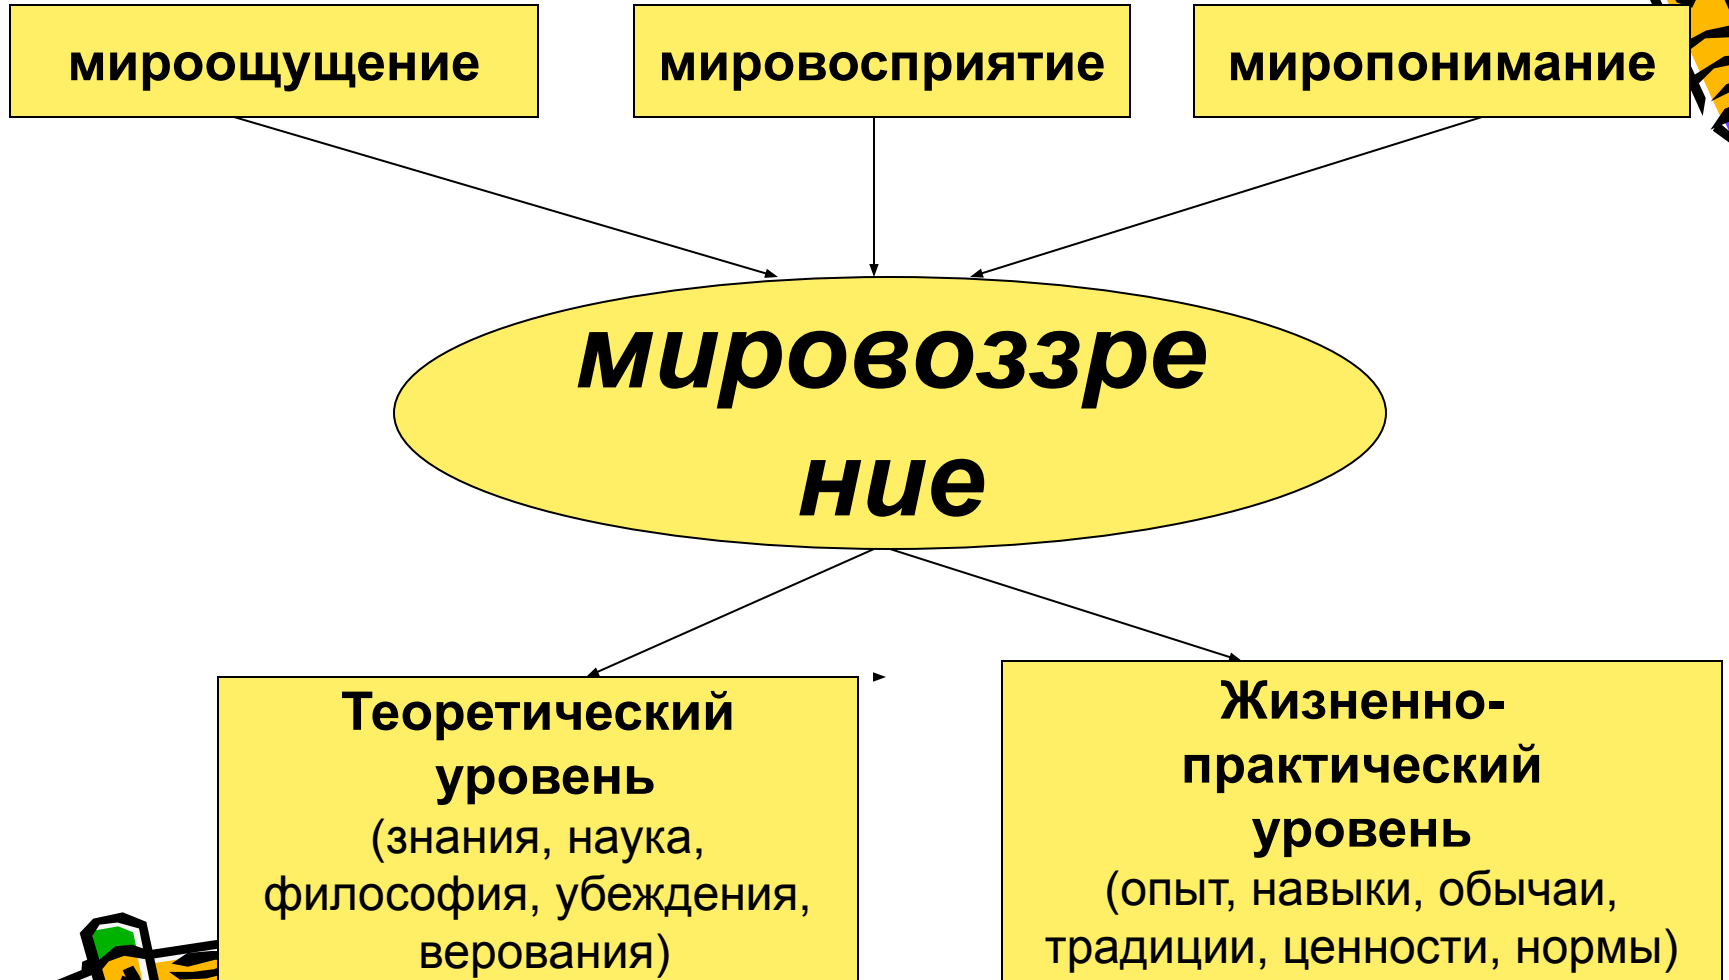 мироощущение
мировосприятие
миропонимание
мировоззре
ние
Теоретический
уровень
(знания, наука,
философия, убеждения,
верования)
Жизненно-
практический
уровень
(опыт, навыки, обычаи,
традиции, ценности, нормы)